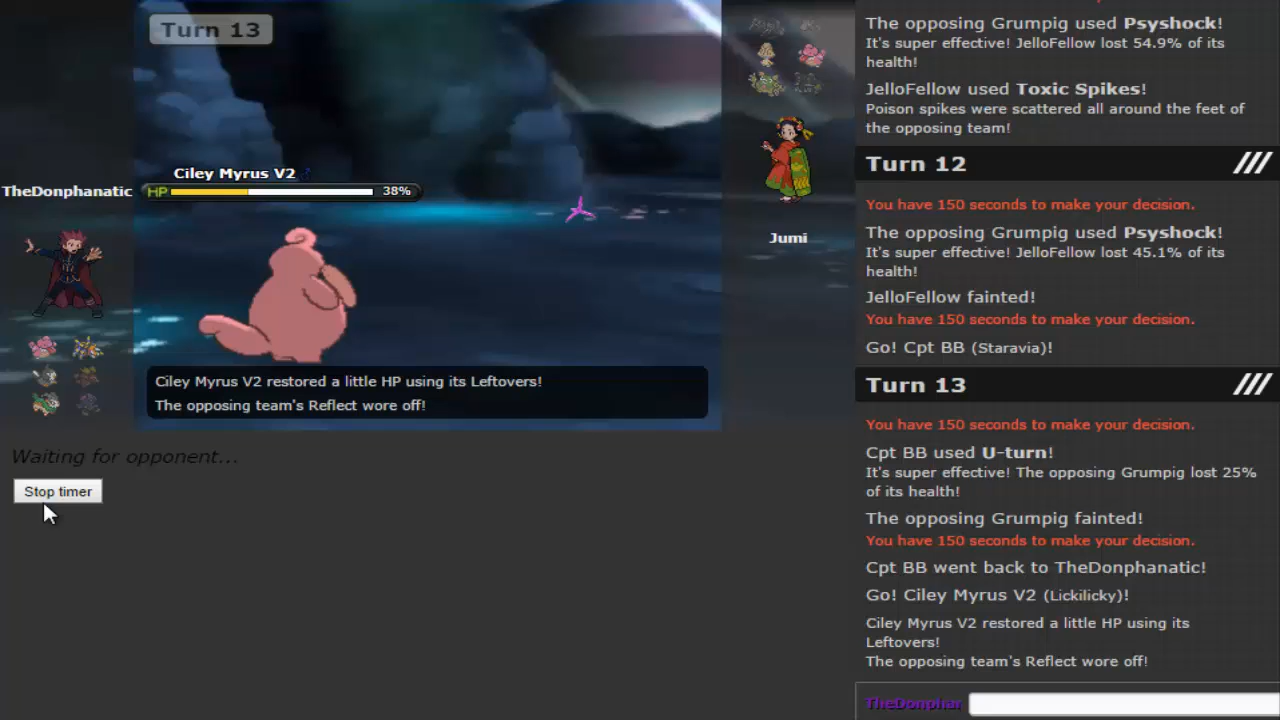 Turn 13
Ciley Myrus V2
HP 38%
TheDonphanatic
Jumi
Ciley Myrus V2 restored a little HP using its Leftovers!
The opposing team's Reflect wore off!
Waiting for opponent...
Stop timer
The opposing Grumpig used Psyshock!
It's super effective! JelloFellow lost 54.9% of its
health!
JelloFellow used Toxic Spikes!
Poison spikes were scattered all around the feet of
the opposing team!
Turn 12
You have 150 seconds to make your decision.
The opposing Grumpig used Psyshock!
It's super effective! JelloFellow lost 45.1% of its
health!
JelloFellow fainted!
You have 150 seconds to make your decision.
Go! Cpt BB (Staravia)!
Turn 13
You have 150 seconds to make your decision.
Cpt BB used U-turn!
It's super effective! The opposing Grumpig lost 25%
of its health!
The opposing Grumpig fainted!
You have 150 seconds to make your decision.
Cpt BB went back to TheDonphanatic!
Go! Ciley Myrus V2 (Lickilicky)!
Ciley Myrus V2 restored a little HP using its
Leftovers!
The opposing team's Reflect wore off!
TheDonphar